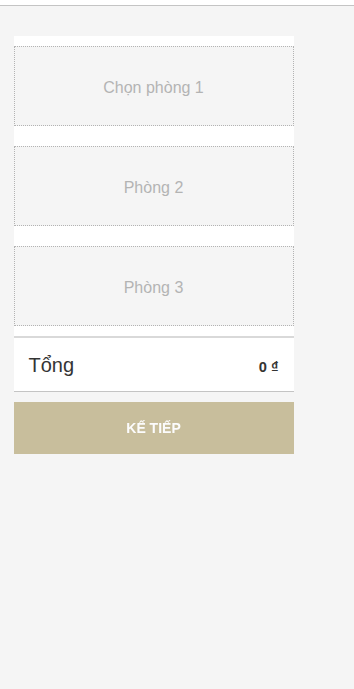 Chọn phòng 1
Phòng 2
Phòng 3
Tổng 0 ₫
KẾ TIẾP